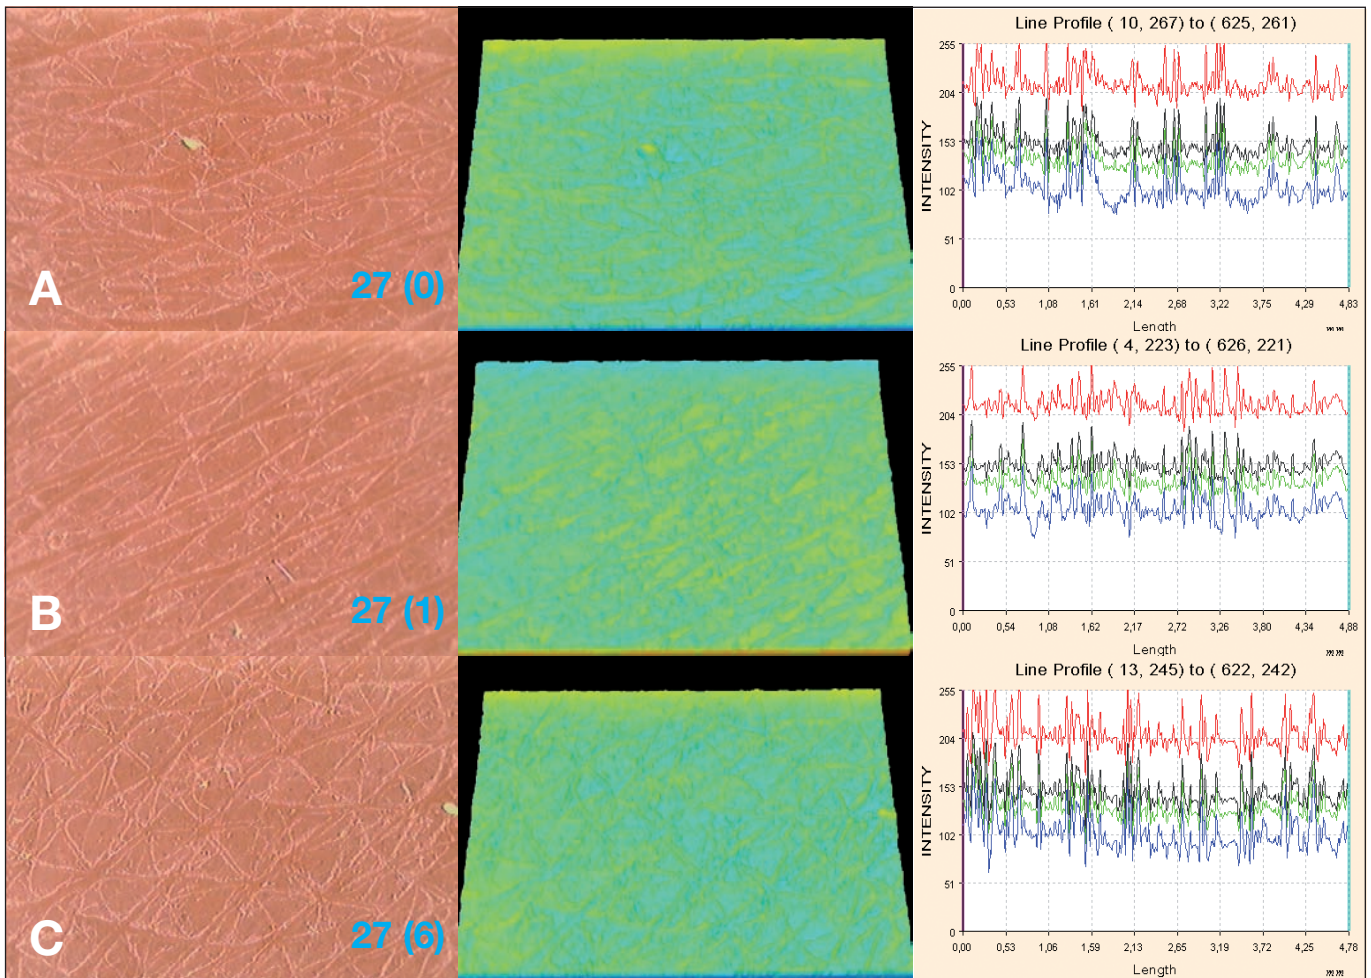 A
27 (0)
Line Profile ( 10, 267) to ( 625, 261)
INTENSITY
255
204
153
102
51
0
0,00 0,53 1,08 1,61 2,14 2,68 3,22 3,75 4,29 4,83
Length
mm
B
27 (1)
Line Profile ( 4, 223) to ( 626, 221)
INTENSITY
255
204
153
102
51
0
0,00 0,54 1,08 1,62 2,17 2,72 3,26 3,80 4,34 4,88
Length
mm
C
27 (6)
Line Profile ( 13, 245) to ( 622, 242)
INTENSITY
255
204
153
102
51
0
0,00 0,53 1,06 1,60 2,13 2,66 3,19 3,72 4,25 4,78
Length
mm